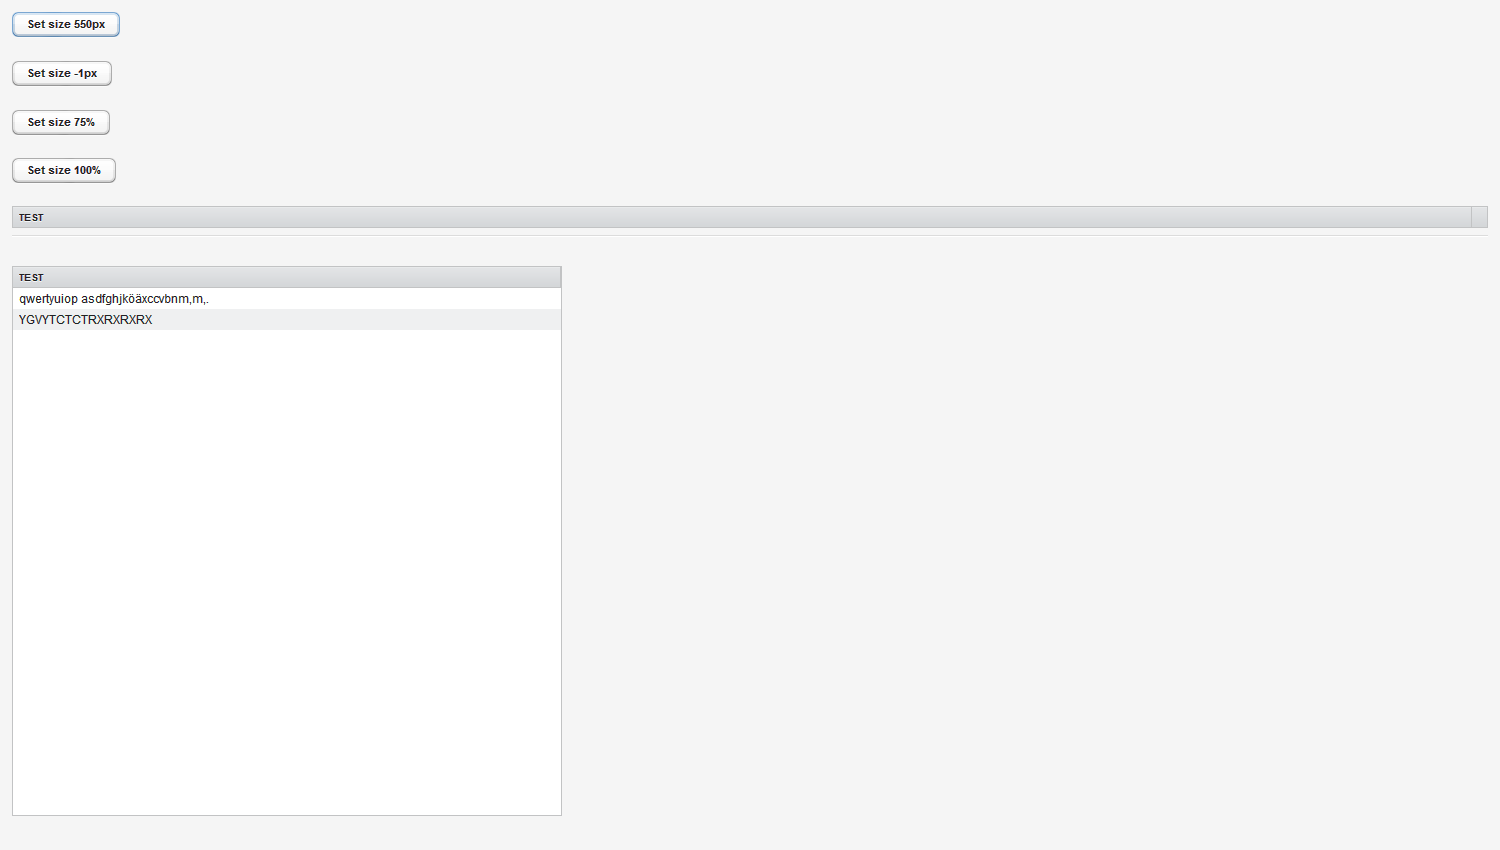 Set size 550px
Set size -1px
Set size 75%
Set size 100%
TEST
TEST
qwertyuiop asdfghjköäxccvbnm,m,.
YGVYTCTCTRXRXRXRX